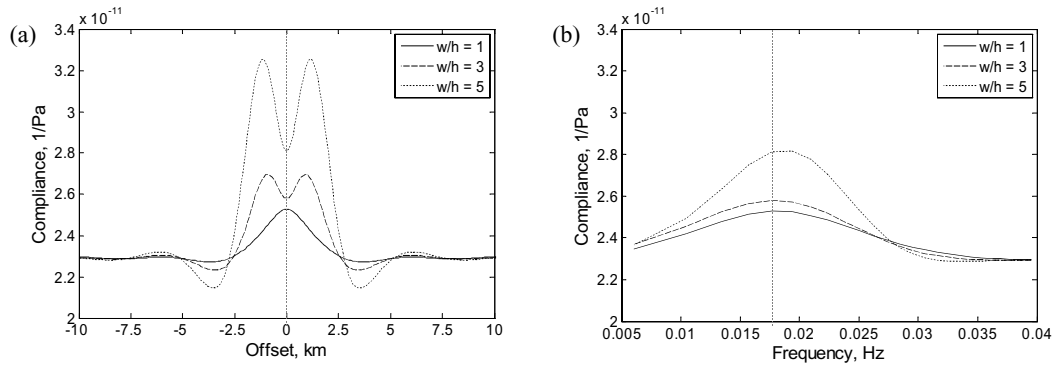 (a)
x 10^-11
3.4
3.2
3
2.8
2.6
2.4
2.2
2
Compliance, 1/Pa
-10 -7.5 -5 -2.5 0 2.5 5 7.5 10
Offset, km
w/h = 1
w/h = 3
w/h = 5
(b)
x 10^-11
3.4
3.2
3
2.8
2.6
2.4
2.2
2
Compliance, 1/Pa
0.005 0.01 0.015 0.02 0.025 0.03 0.035 0.04
Frequency, Hz
w/h = 1
w/h = 3
w/h = 5